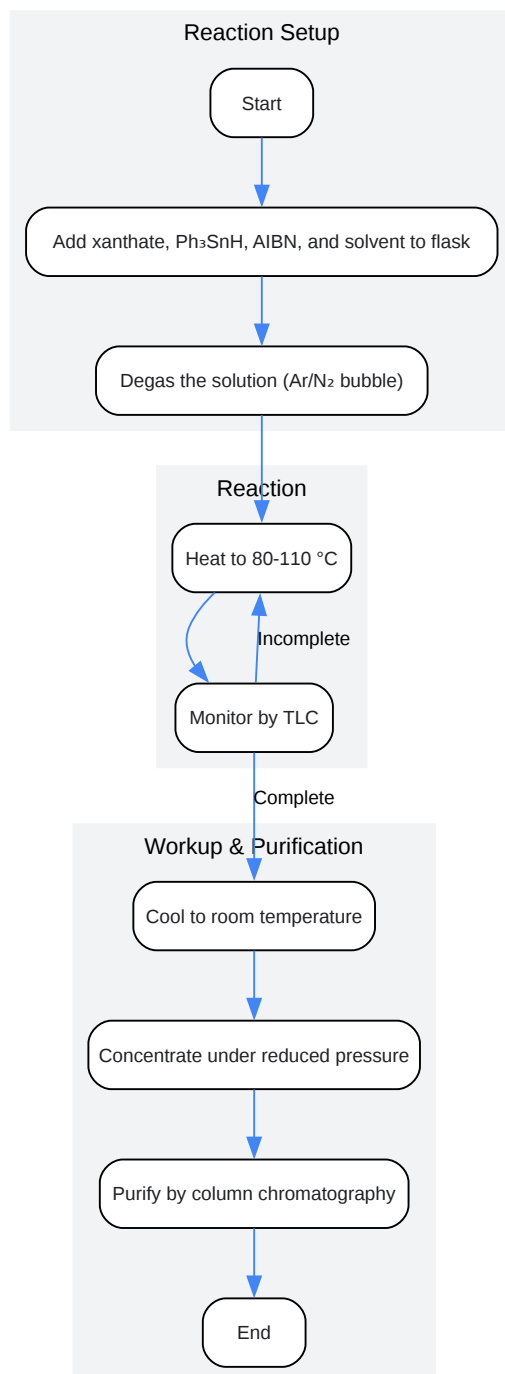 Reaction Setup
Start
Add xanthate, Ph₃SnH, AIBN, and solvent to flask
Degas the solution (Ar/N₂ bubble)
Reaction
Heat to 80-110 °C
Incomplete
Monitor by TLC
Complete
Workup & Purification
Cool to room temperature
Concentrate under reduced pressure
Purify by column chromatography
End